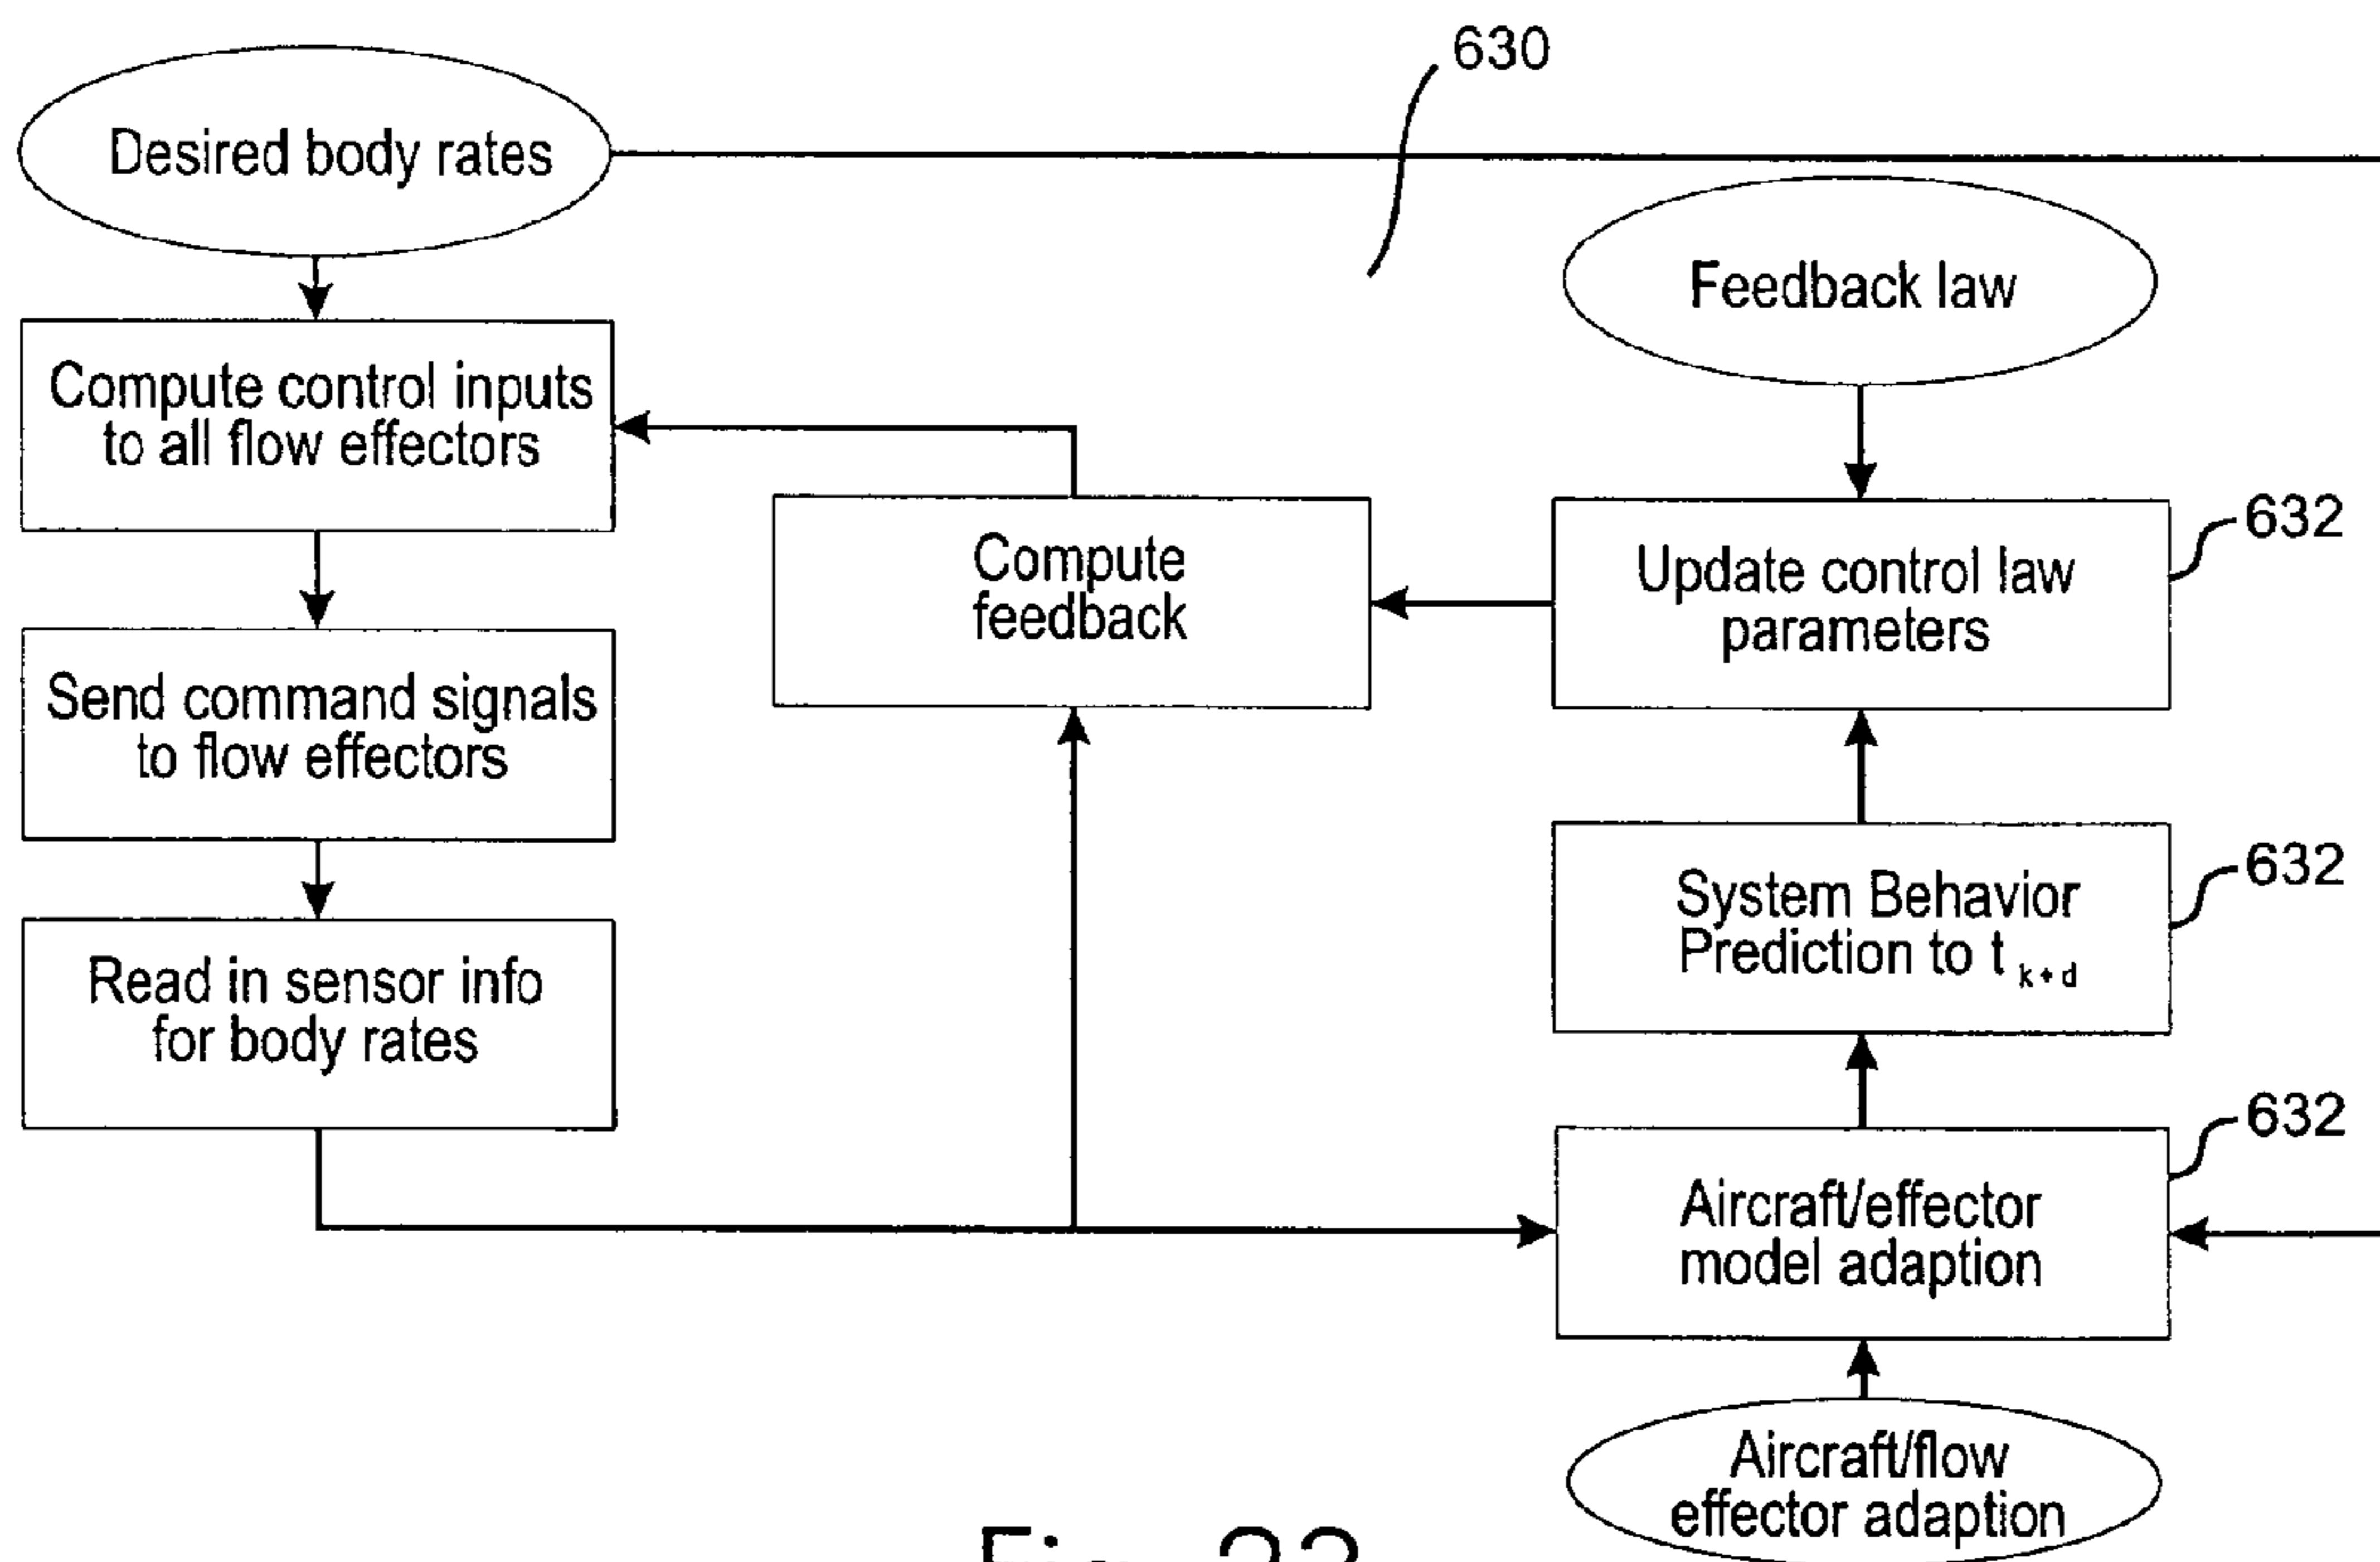 630
Desired body rates
Feedback law
Compute control inputs
to all flow effectors
Compute
feedback
Update control law
parameters
632
Send command signals
to flow effectors
System Behavior
Prediction to t k+d
632
Read in sensor info
for body rates
632
Aircraft/effector
model adaption
Aircraft/flow
effector adaption